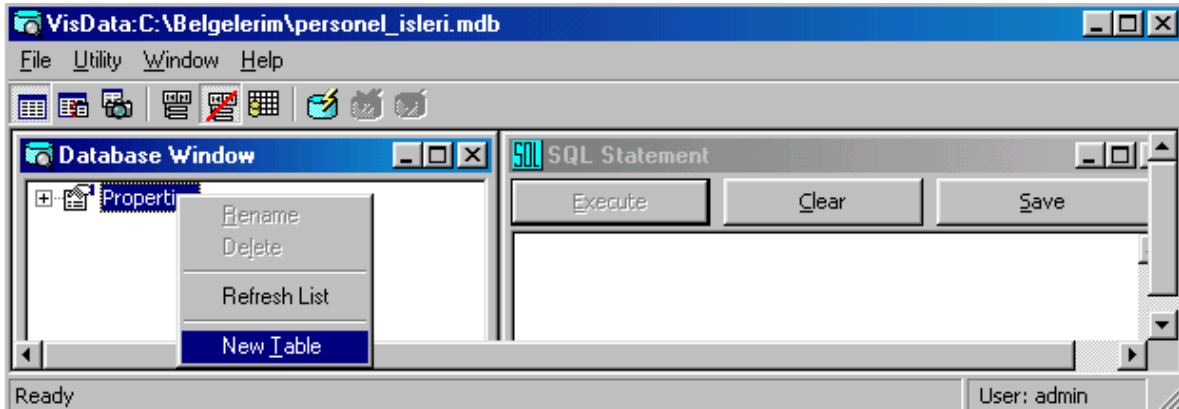 VisData:C:\Belgelerim\personel_isleri.mdb
File Utility Window Help
Database Window
Rename
Delete
Refresh List
New Table
SQL Statement
Execute Clear Save
Ready
User: admin